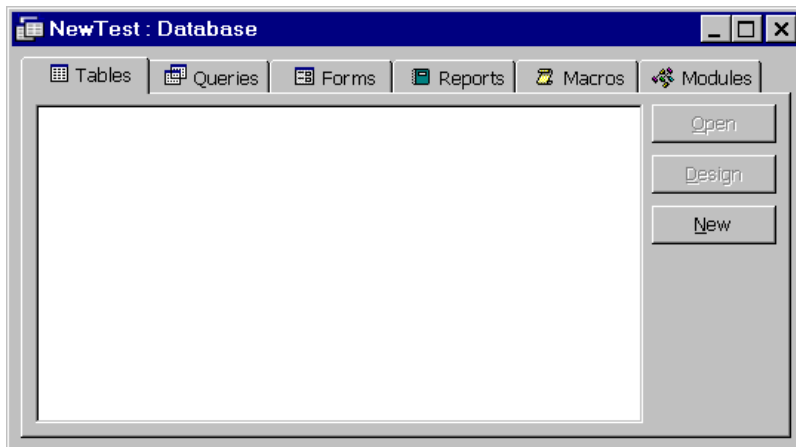 NewTest : Database
Tables Queries Forms Reports Macros Modules
Open
Design
New